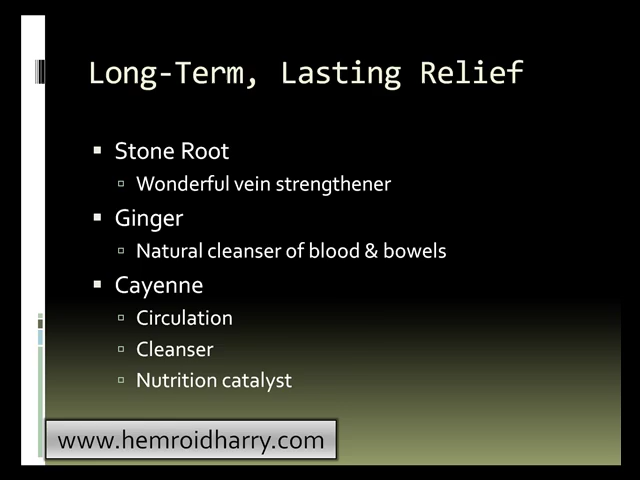 Long-Term, Lasting Relief
Stone Root
Wonderful vein strengthener
Ginger
Natural cleanser of blood & bowels
Cayenne
Circulation
Cleanser
Nutrition catalyst
www.hemroidharry.com